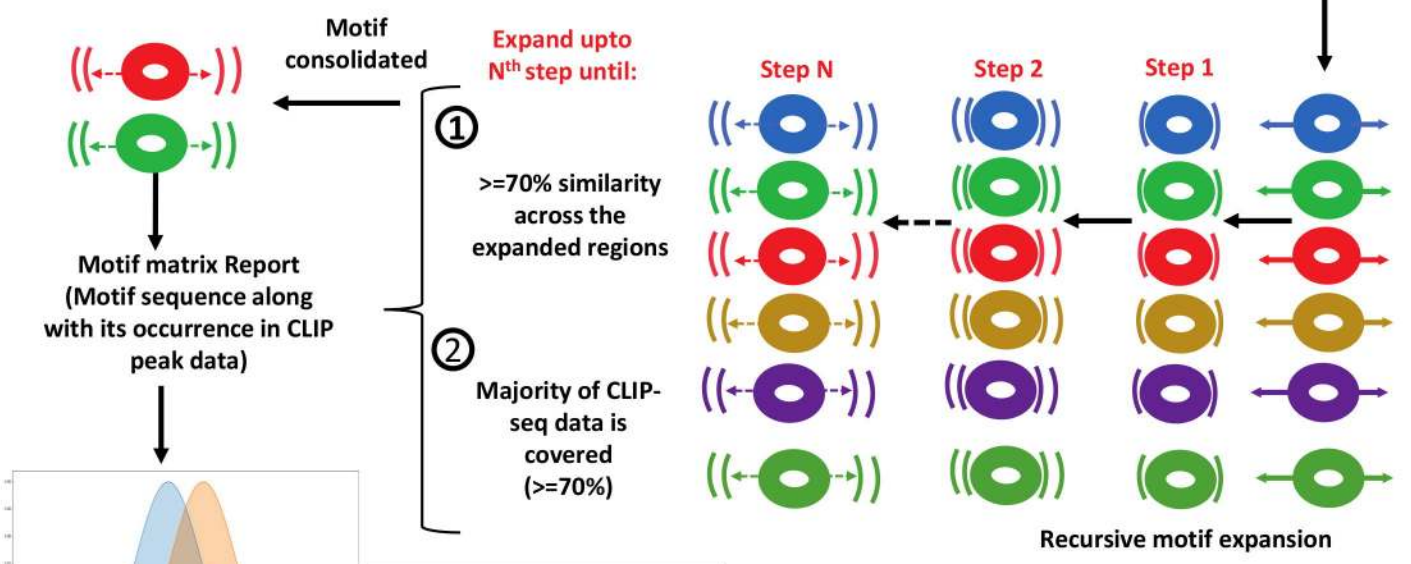 Motif
consolidated
Expand upto
Nth step until:
Step N
Step 2
Step 1
①
>=70% similarity
across the
expanded regions
Motif matrix Report
(Motif sequence along
with its occurrence in CLIP
peak data)
②
Majority of CLIP-
seq data is
covered
(>=70%)
Recursive motif expansion